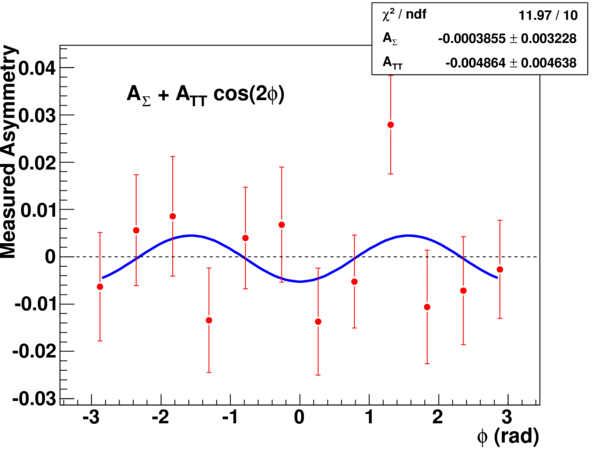 χ² / ndf 11.97 / 10
A_Σ -0.0003855 ± 0.003228
A_TT -0.004864 ± 0.004638
A_Σ + A_TT cos(2ϕ)
Measured Asymmetry
0.04
0.03
0.02
0.01
0
-0.01
-0.02
-0.03
-3 -2 -1 0 1 2 3
ϕ (rad)